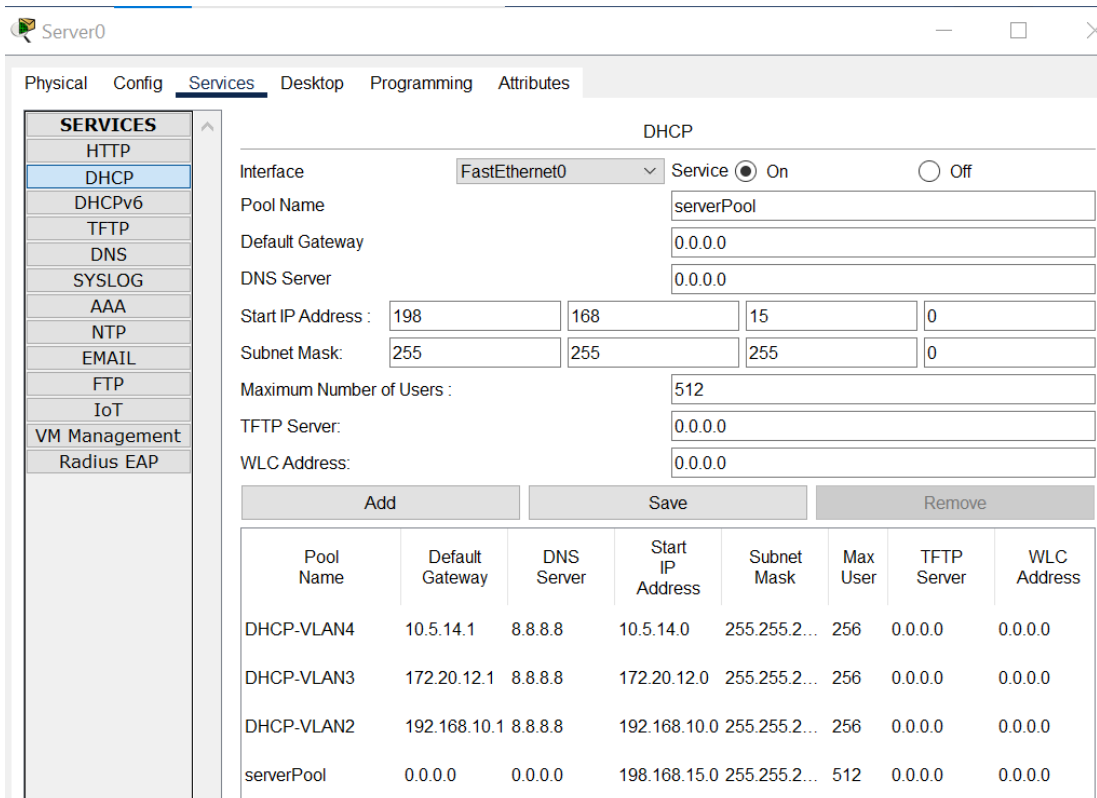 Server0
Physical Config Services Desktop Programming Attributes
SERVICES
HTTP
DHCP
DHCPv6
TFTP
DNS
SYSLOG
AAA
NTP
EMAIL
FTP
IoT
VM Management
Radius EAP
DHCP
Interface FastEthernet0 Service On Off
Pool Name serverPool
Default Gateway 0.0.0.0
DNS Server 0.0.0.0
Start IP Address : 198 168 15 0
Subnet Mask: 255 255 255 0
Maximum Number of Users : 512
TFTP Server: 0.0.0.0
WLC Address: 0.0.0.0
Add Save Remove
Pool Name Default Gateway DNS Server Start IP Address Subnet Mask Max User TFTP Server WLC Address
DHCP-VLAN4 10.5.14.1 8.8.8.8 10.5.14.0 255.255.2... 256 0.0.0.0 0.0.0.0
DHCP-VLAN3 172.20.12.1 8.8.8.8 172.20.12.0 255.255.2... 256 0.0.0.0 0.0.0.0
DHCP-VLAN2 192.168.10.1 8.8.8.8 192.168.10.0 255.255.2... 256 0.0.0.0 0.0.0.0
serverPool 0.0.0.0 0.0.0.0 198.168.15.0 255.255.2... 512 0.0.0.0 0.0.0.0